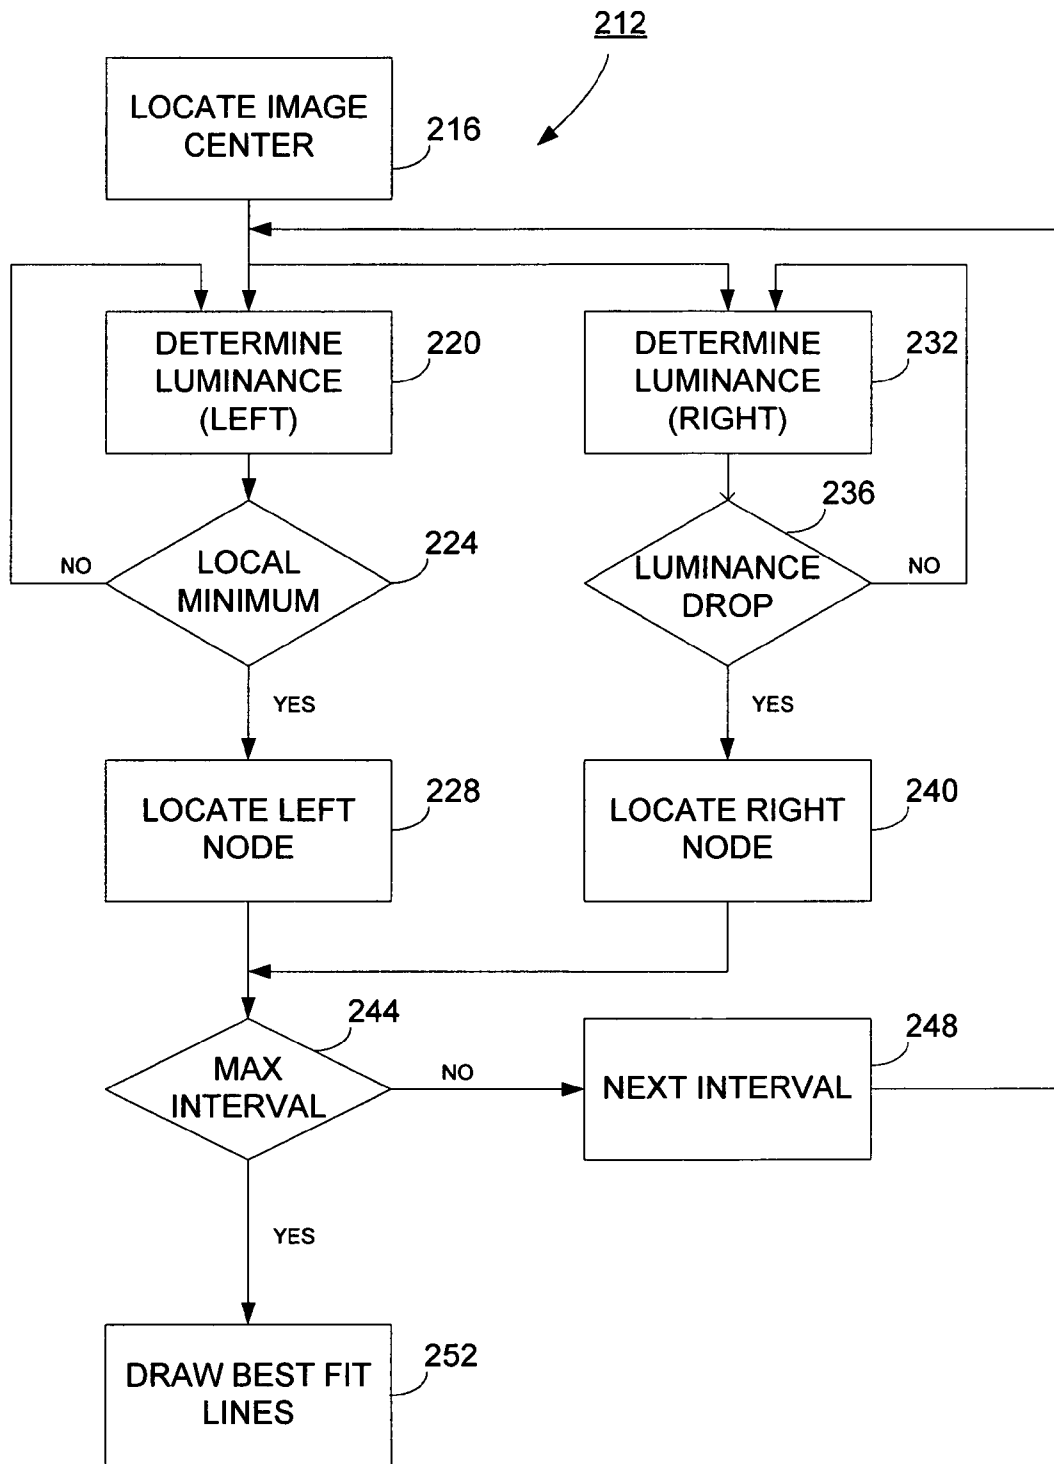 212
LOCATE IMAGE
CENTER
216
DETERMINE
LUMINANCE
(LEFT)
220
DETERMINE
LUMINANCE
(RIGHT)
232
LOCAL
MINIMUM
224
NO
YES
LUMINANCE
DROP
236
NO
YES
LOCATE LEFT
NODE
228
LOCATE RIGHT
NODE
240
MAX
INTERVAL
244
NO
NEXT INTERVAL
248
YES
DRAW BEST FIT
LINES
252